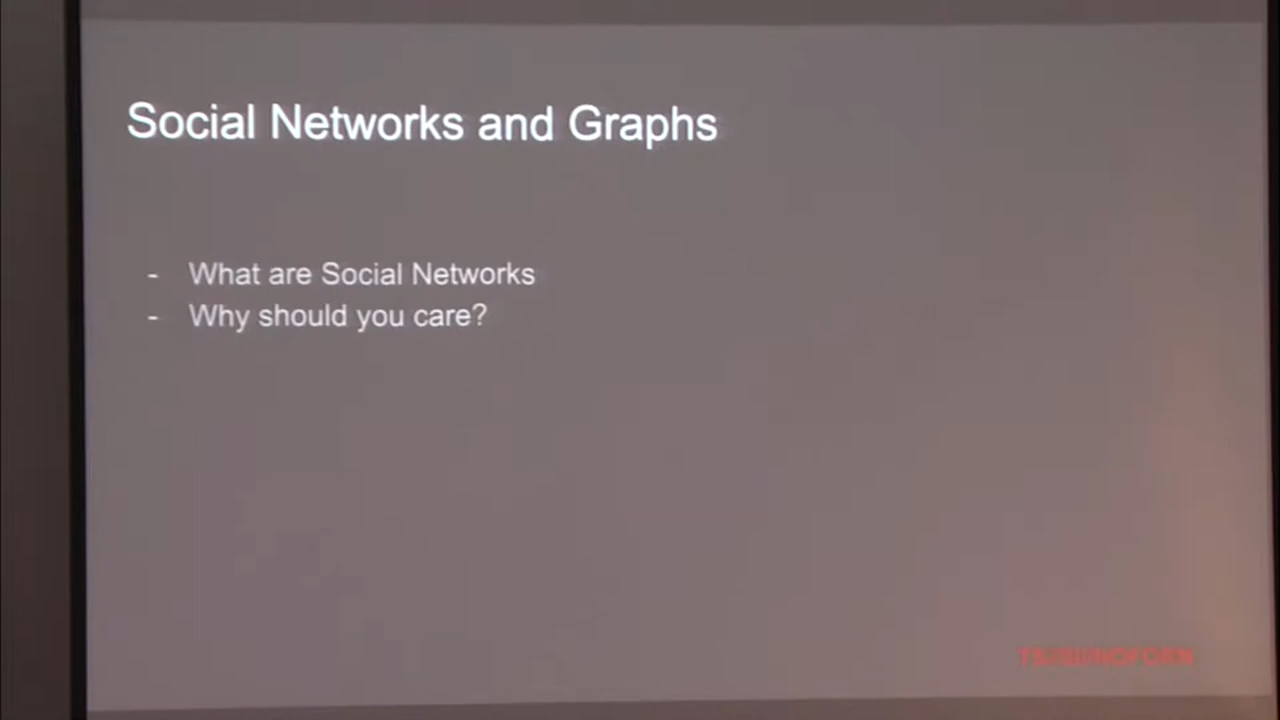 Social Networks and Graphs
- What are Social Networks
- Why should you care?